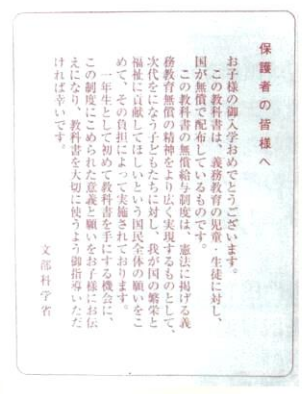 保護者の皆様へ
お子様の御入学おめでとうございます。
この教科書は、義務教育の児童・生徒に対し、
国が無償で配布しているものです。
この教科書の無償給与制度は、憲法に掲げる義
務教育無償の精神をより広く実現するものとして、
次代をになう子どもたちに対し、我が国の繁栄と
福祉に貢献してほしいという国民全体の願いをこ
めて、その負担によって実施されております。
一年生として初めて教科書を手にする機会に、
この制度にこめられた意義と願いをお子様にお伝
えになり、教科書を大切に使うよう御指導いただ
ければ幸いです。
文部科学省